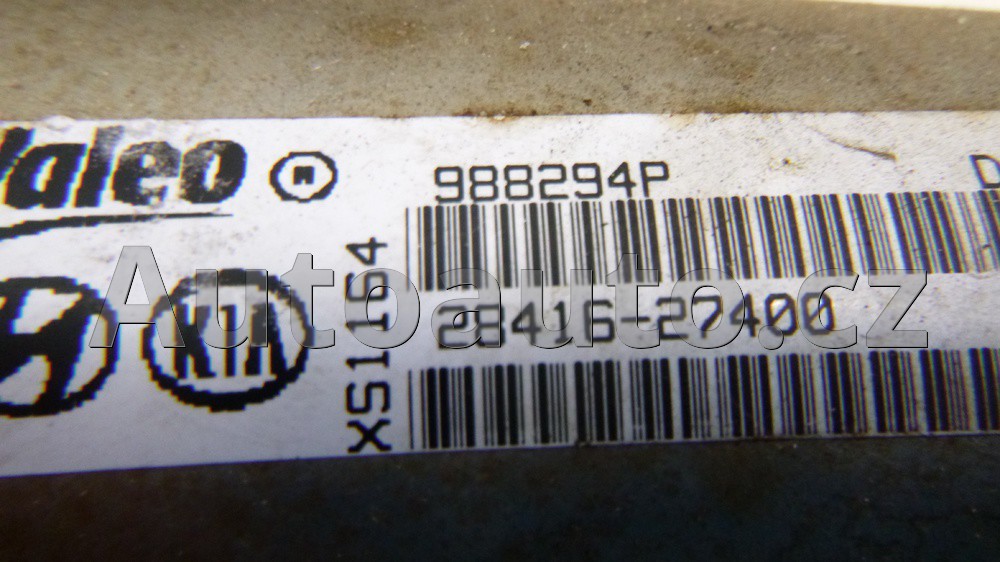 Valeo
N
988294P
D
XS1164
28416-27400
KIA
Autoauto.cz